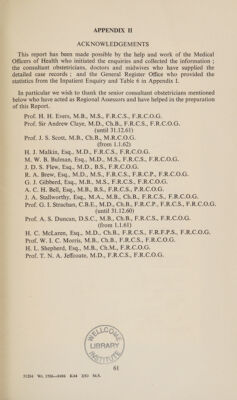 APPENDIX II
ACKNOWLEDGEMENTS
This report has been made possible by the help and work of the Medical
Officers of Health who initiated the enquiries and collected the information ;
the consultant obstetricians, doctors and midwives who have supplied the
detailed case records ; and the General Register Office who provided the
statistics from the Inpatient Enquiry and Table 6 in Appendix I.
In particular we wish to thank the senior consultant obstetricians mentioned
below who have acted as Regional Assessors and have helped in the preparation
of this Report.
Prof. H. H. Evers, M.B., M.S., F.R.C.S., F.R.C.O.G.
Prof. Sir Andrew Claye, M.D., Ch.B., F.R.C.S., F.R.C.O.G.
(until 31.12.61)
Prof. J. S. Scott, M.B., Ch.B., M.R.C.O.G.
(from 1.1.62)
H. J. Malkin, Esq., M.D., F.R.C.S., F.R.C.O.G.
M. W. B. Bulman, Esq., M.D., M.S., F.R.C.S., F.R.C.O.G.
J. D. S. Flew, Esq., M.D., B.S., F.R.C.O.G.
R. A. Brew, Esq., M.D., M.S., F.R.C.S., F.R.C.P., F.R.C.O.G.
G. J. Gibberd, Esq., M.B., M.S., F.R.C.S., F.R.C.O.G.
A. C. H. Bell, Esq., M.B., B.S., F.R.C.S., P.R.C.O.G.
J. A. Stallworthy, Esq., M.A., M.B., Ch.B., F.R.C.S., F.R.C.O.G.
Prof. G. I. Strachan, C.B.E., M.D., Ch.B., F.R.C.P., F.R.C.S., F.R.C.O.G.
(until 31.12.60)
Prof. A. S. Duncan, D.S.C., M.B., Ch.B., F.R.C.S., F.R.C.O.G.
(from 1.1.61)
H. C. McLaren, Esq., M.D., Ch.B., F.R.C.S., F.R.F.P.S., F.R.C.O.G.
Prof. W. I. C. Morris, M.B., Ch.B., F.R.C.S., F.R.C.O.G.
H. L. Shepherd, Esq., M.B., Ch.M., F.R.C.O.G.
Prof. T. N. A. Jeffcoate, M.D., F.R.C.S., F.R.C.O.G.
WELLCOME
LIBRARY
INSTITUTE
61